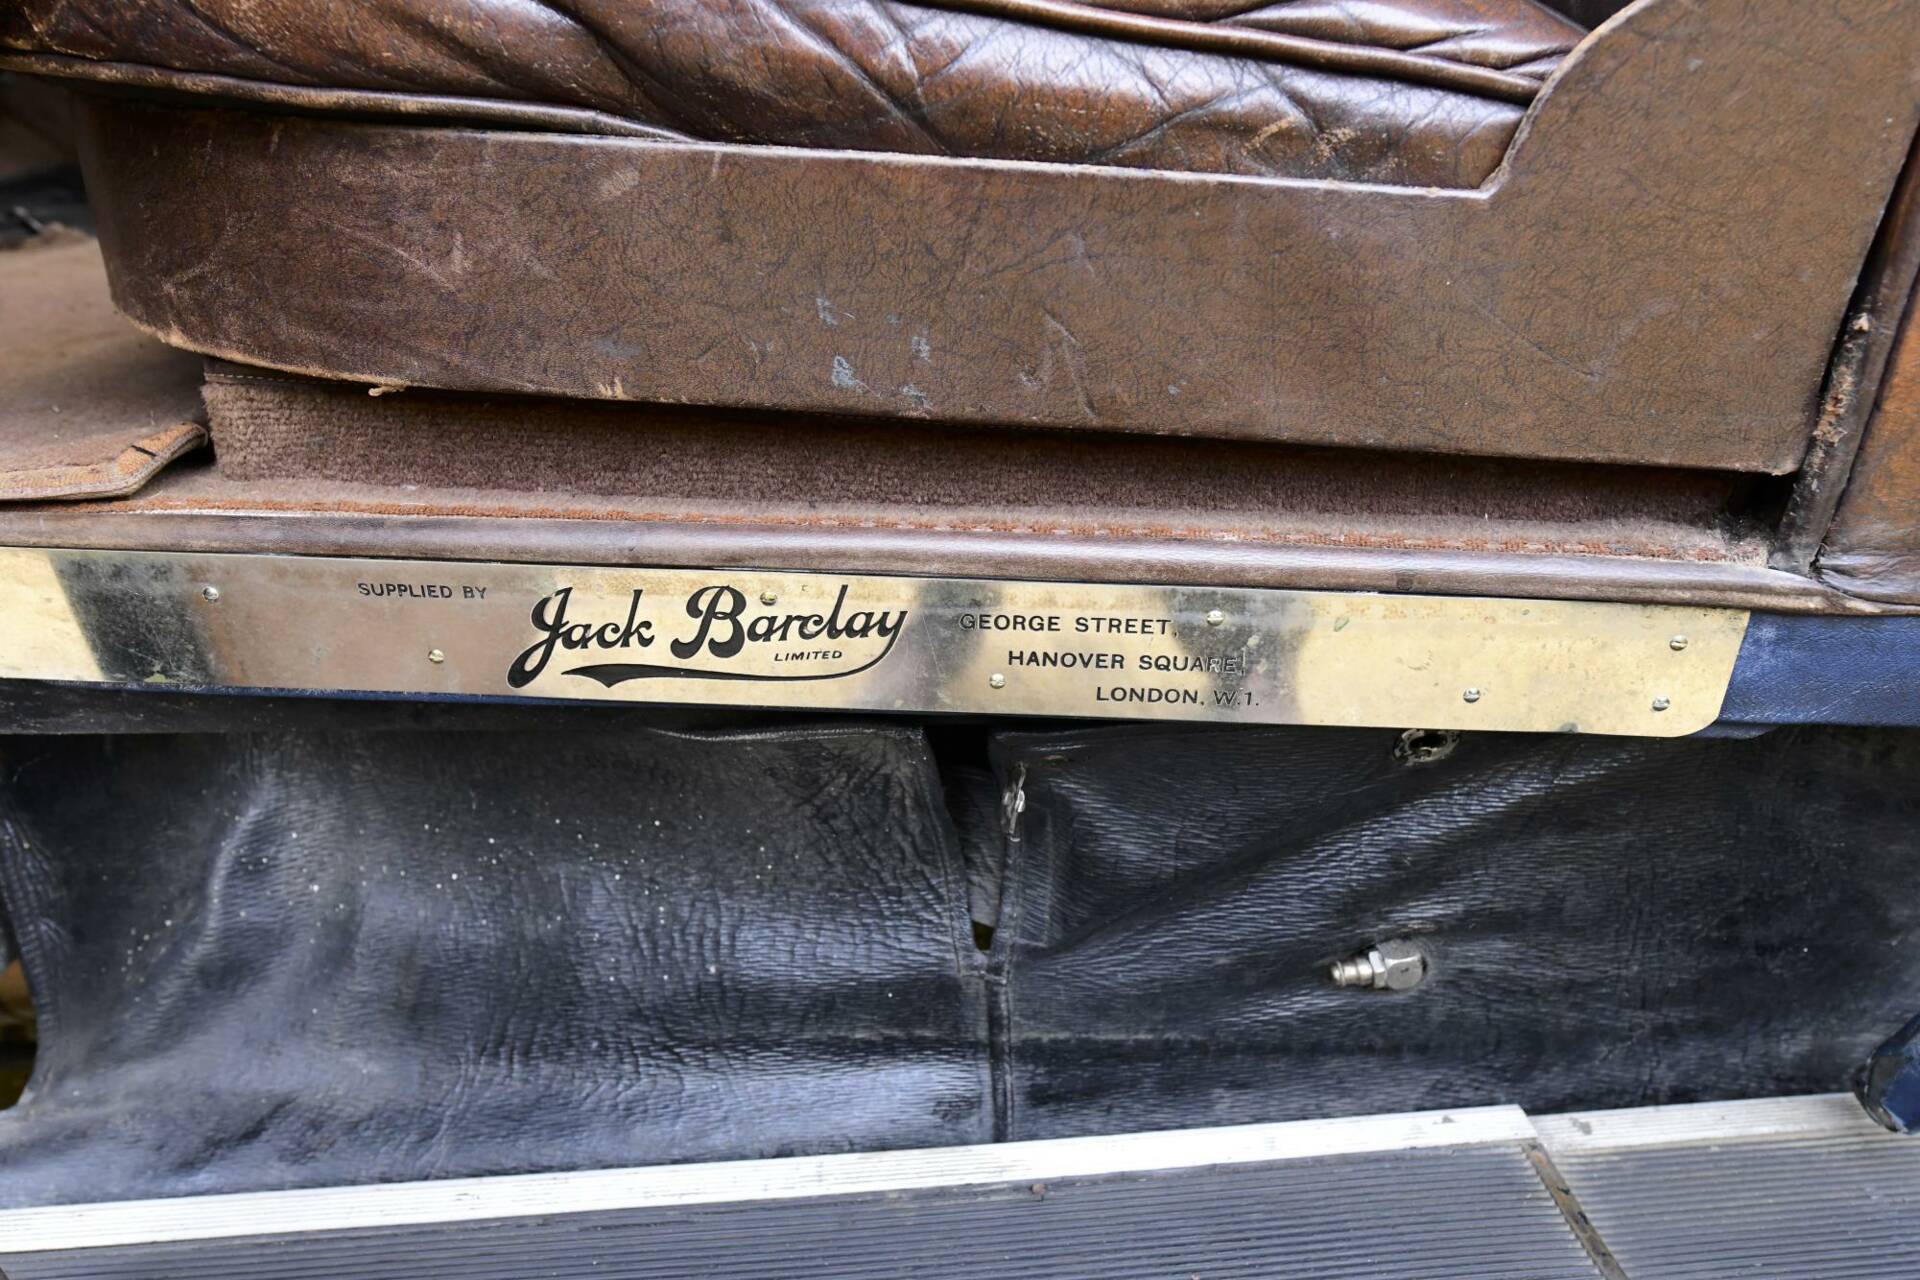 SUPPLIED BY
Jack Barclay
LIMITED
GEORGE STREET,
HANOVER SQUARE,
LONDON, W.1.